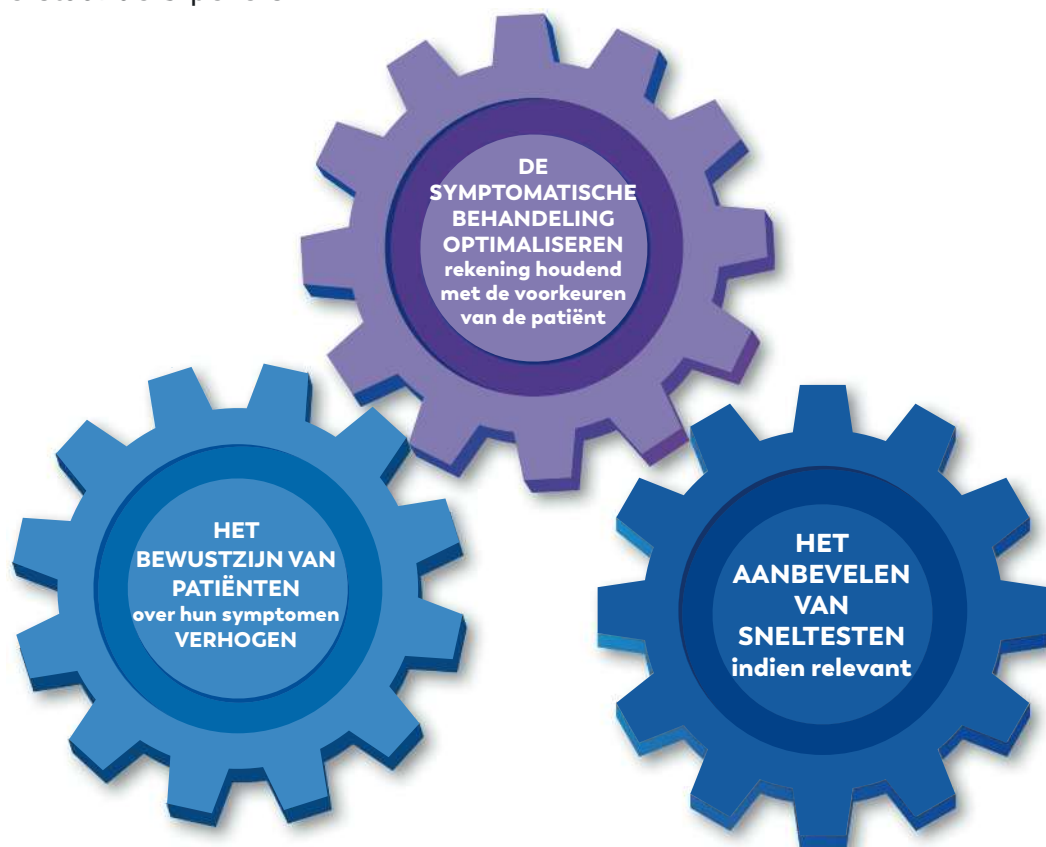 DE
SYMPTOMATISCHE
BEHANDELING
OPTIMALISEREN
rekening houdend
met de voorkeuren
van de patiënt
HET
BEWUSTZIJN VAN
PATIËNTEN
over hun symptomen
VERHOGEN
HET
AANBEVELEN
VAN
SNELTESTEN
indien relevant